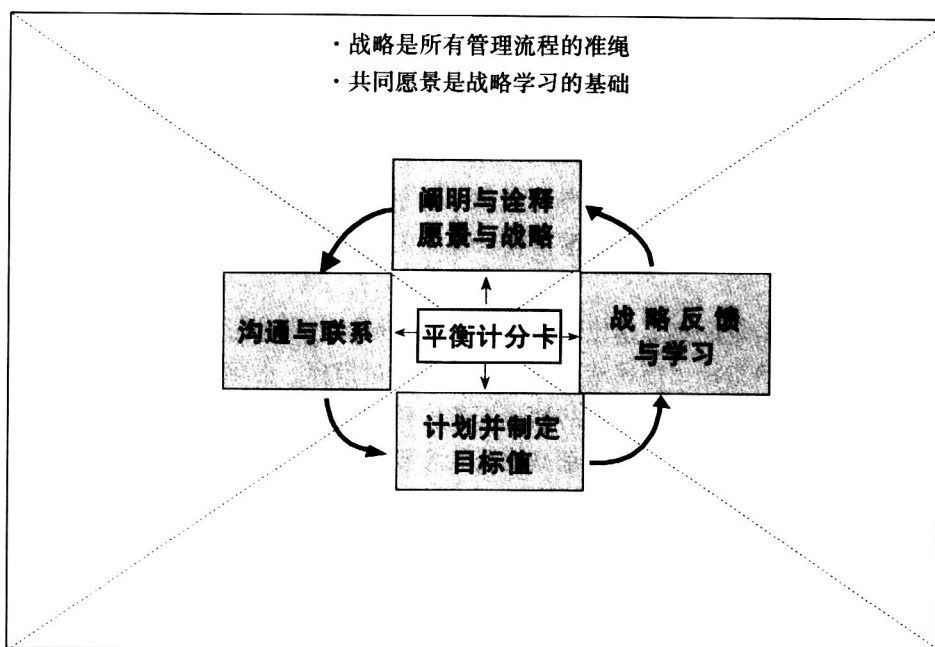 · 战略是所有管理流程的准绳
· 共同愿景是战略学习的基础
阐明与诠释
愿景与战略
沟通与联系
平衡计分卡
战略反馈
与学习
计划并制定
目标值